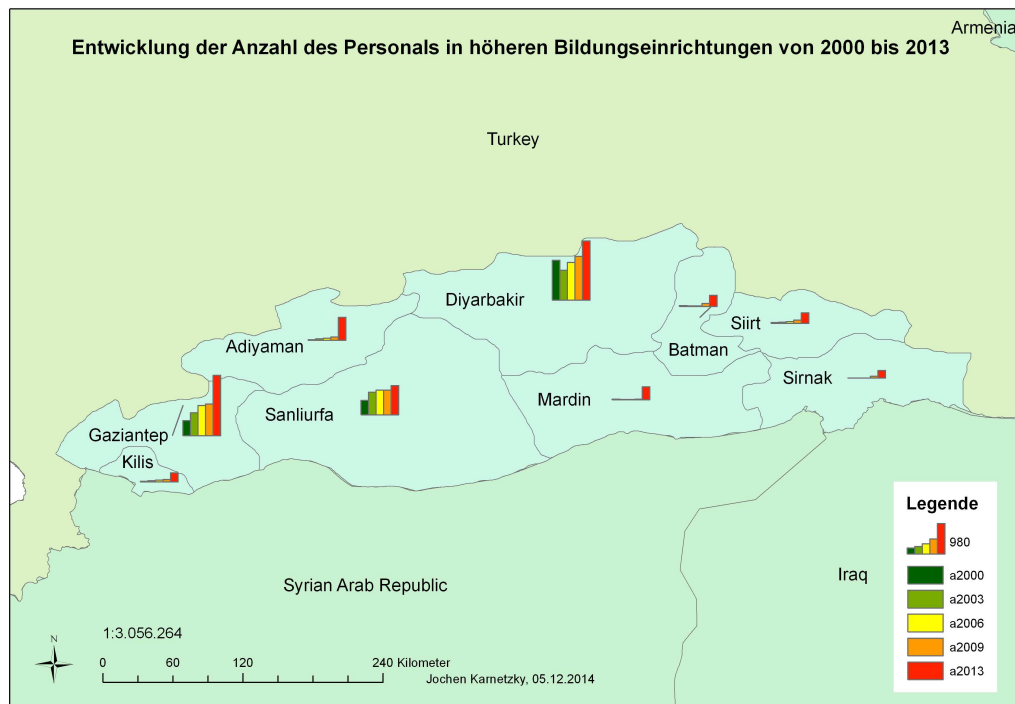 Armenia
Entwicklung der Anzahl des Personals in höheren Bildungseinrichtungen von 2000 bis 2013
Turkey
Diyarbakir
Siirt
Adiyaman
Batman
Sirnak
Mardin
Sanliurfa
Gaziantep
Kilis
Syrian Arab Republic
Iraq
Legende
980
a2000
a2003
a2006
a2009
a2013
N
1:3.056.264
0 60 120 240 Kilometer
Jochen Karnetzky, 05.12.2014